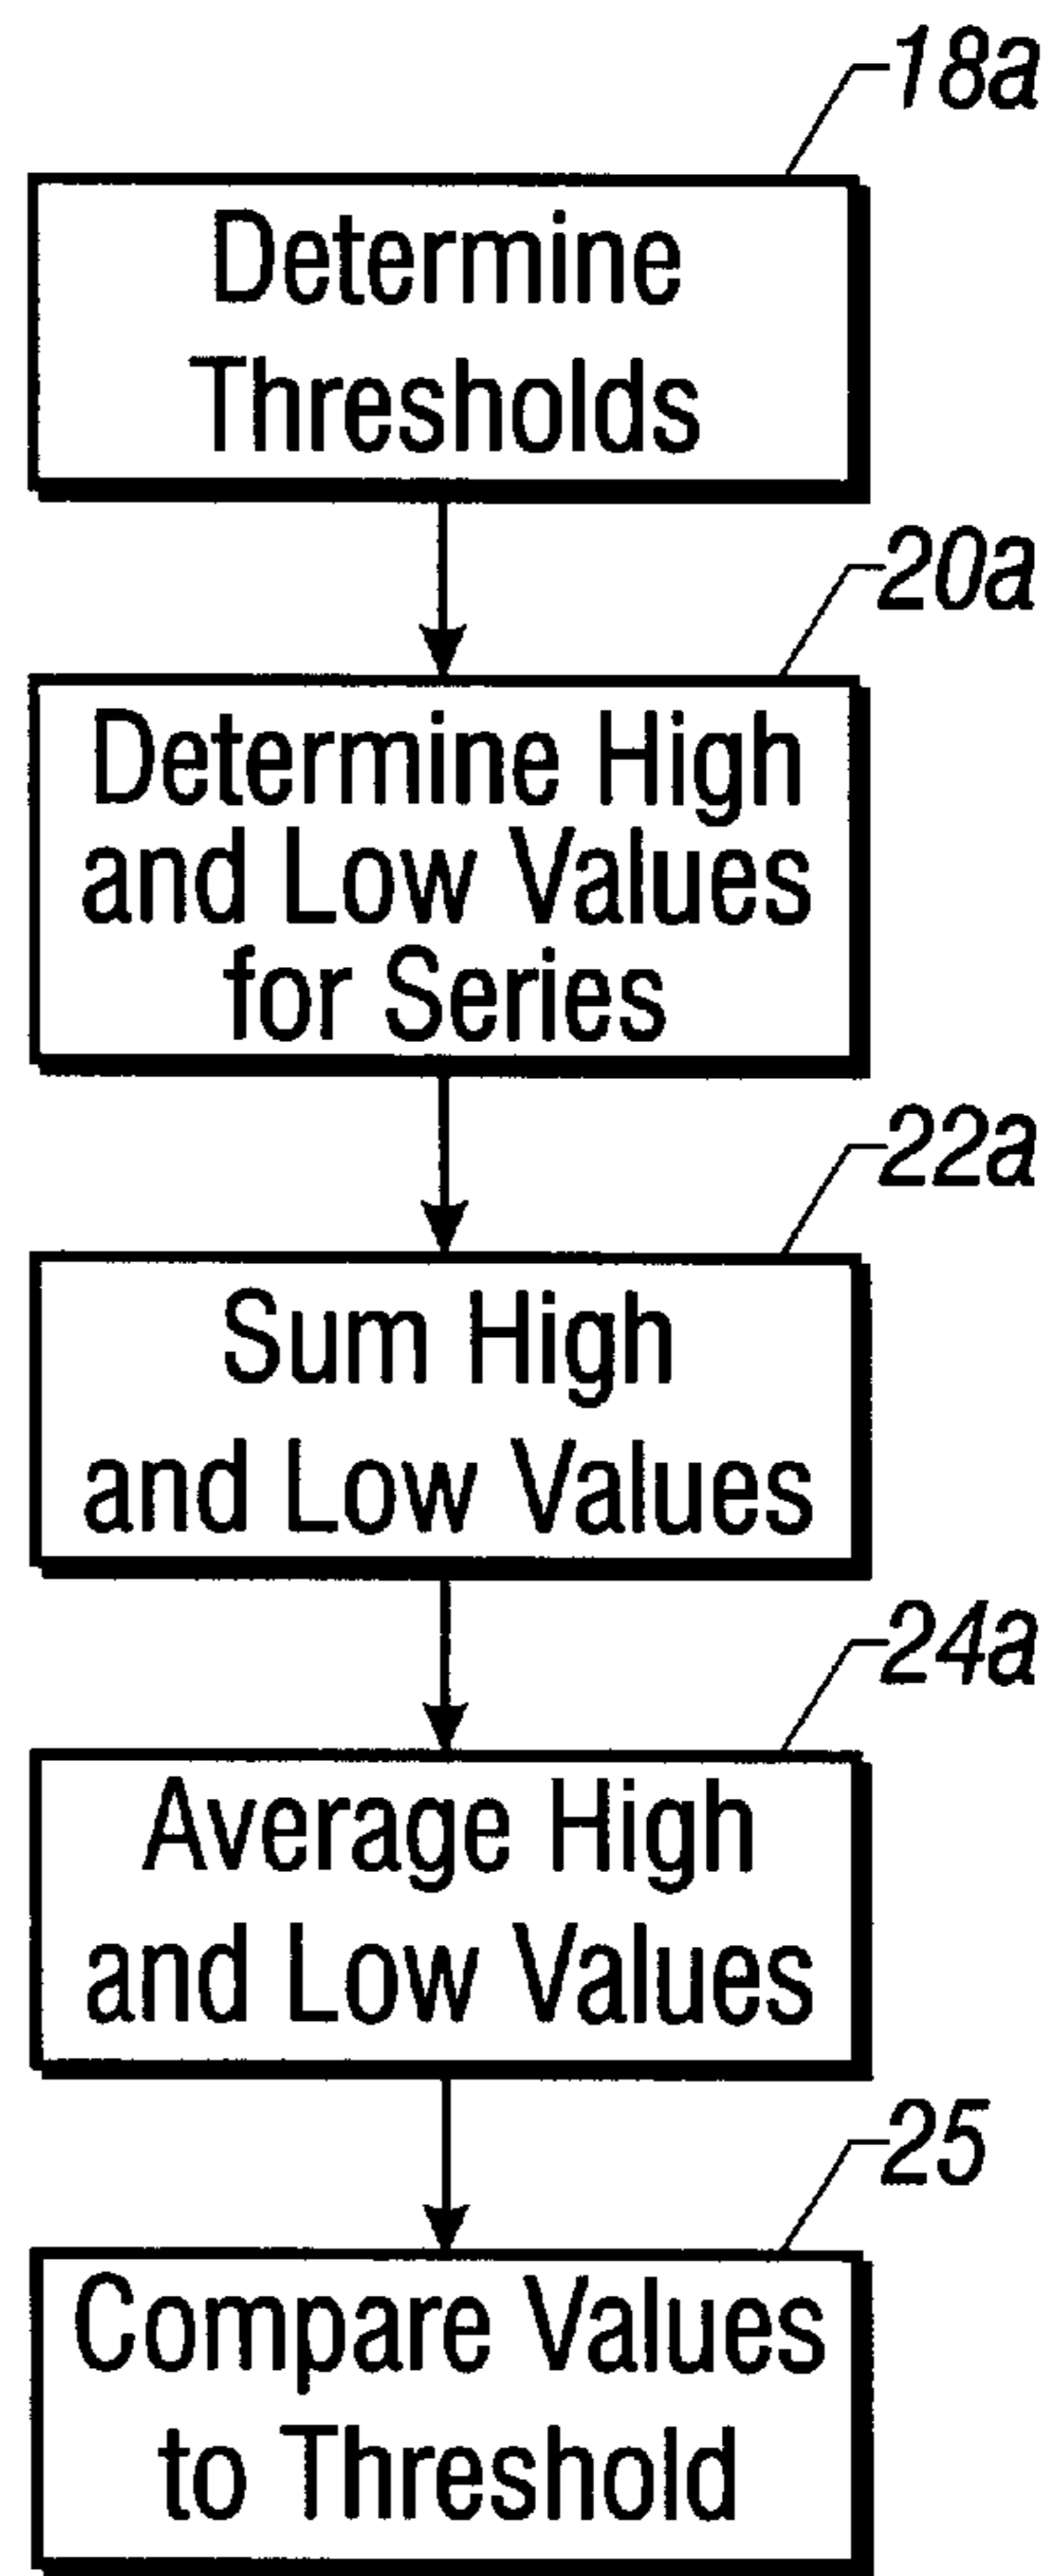 18a
Determine
Thresholds
20a
Determine High
and Low Values
for Series
22a
Sum High
and Low Values
24a
Average High
and Low Values
25
Compare Values
to Threshold